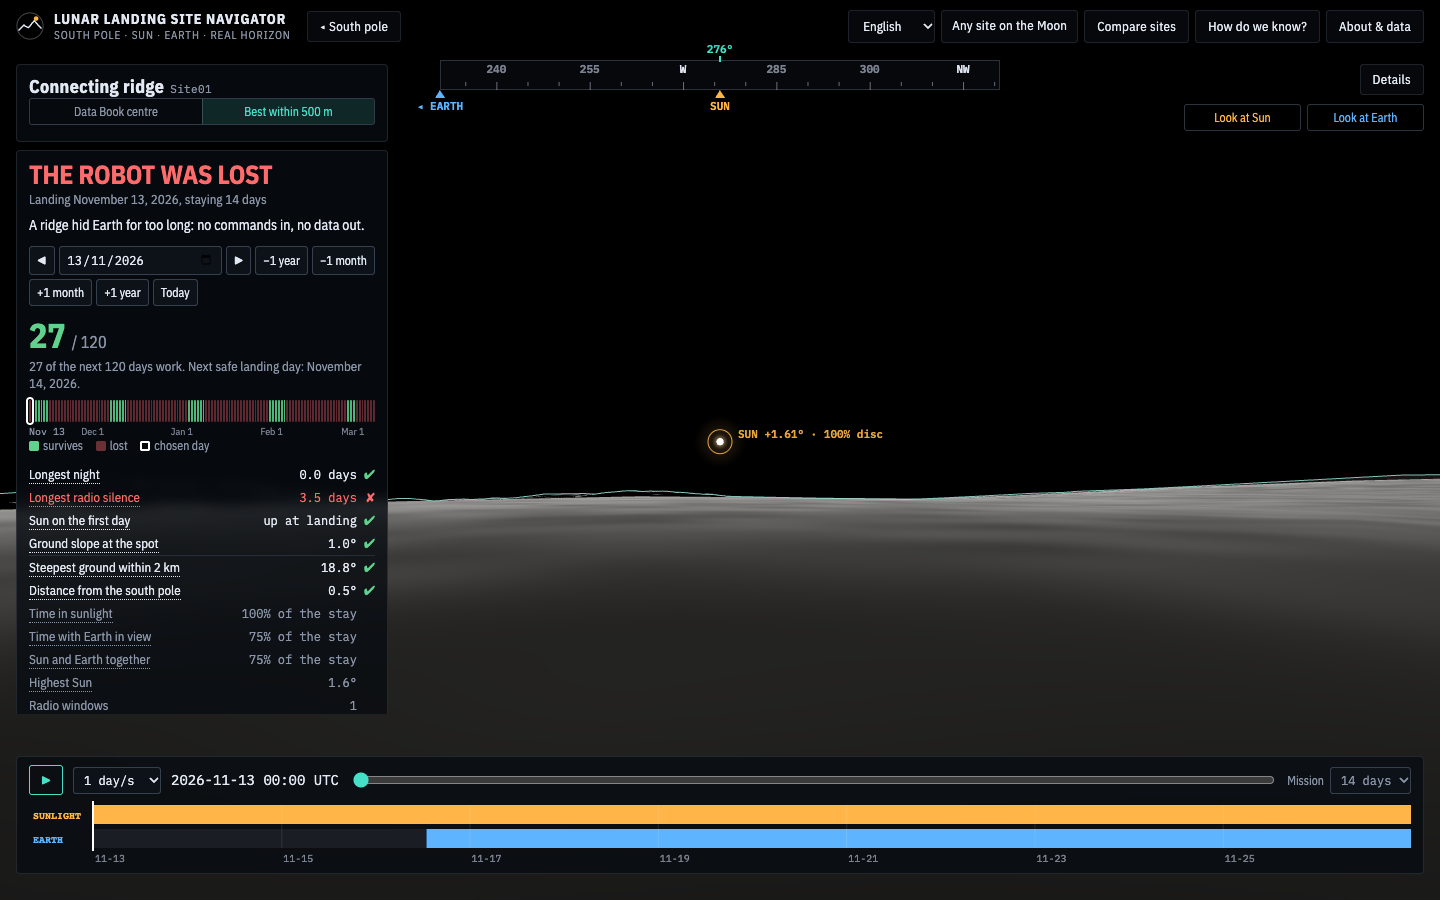 LUNAR LANDING SITE NAVIGATOR
SOUTH POLE · SUN · EARTH · REAL HORIZON
◂ South pole
English
Any site on the Moon
Compare sites
How do we know?
About & data
276°
240 255 W 285 300 NW
◂ EARTH
SUN
Details
Look at Sun
Look at Earth
Connecting ridge Site01
Data Book centre
Best within 500 m
THE ROBOT WAS LOST
Landing November 13, 2026, staying 14 days
A ridge hid Earth for too long: no commands in, no data out.
◀ 13/11/2026 ▶ −1 year −1 month
+1 month +1 year Today
27 / 120
27 of the next 120 days work. Next safe landing day: November
14, 2026.
Nov 13 Dec 1 Jan 1 Feb 1 Mar 1
survives lost chosen day
Longest night 0.0 days ✔
Longest radio silence 3.5 days ✘
Sun on the first day up at landing ✔
Ground slope at the spot 1.0° ✔
Steepest ground within 2 km 18.8° ✔
Distance from the south pole 0.5° ✔
Time in sunlight 100% of the stay
Time with Earth in view 75% of the stay
Sun and Earth together 75% of the stay
Highest Sun 1.6°
Radio windows 1
SUN +1.61° · 100% disc
▶ 1 day/s 2026-11-13 00:00 UTC Mission 14 days
SUNLIGHT
EARTH
11-13 11-15 11-17 11-19 11-21 11-23 11-25